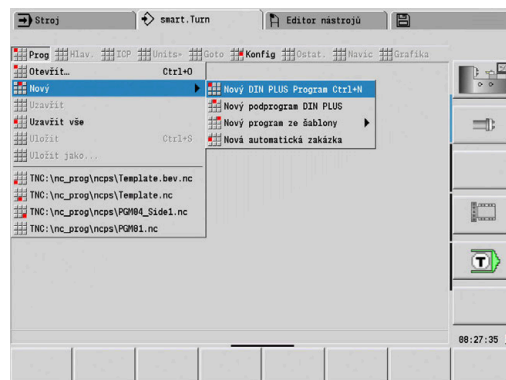 Stroj smart.Turn Editor nástrojů
Prog Hlav. ICP Units» Goto Konfig Ostat. Navíc Grafika
Otevřít… Ctrl+O
Nový
Uzavřít
Uzavřít vše
Uložit Ctrl+S
Uložit jako...
TNC:\nc_prog\ncps\Template.bev.nc
TNC:\nc_prog\ncps\Template.nc
TNC:\nc_prog\ncps\PGM04_Side1.nc
TNC:\nc_prog\ncps\PGM01.nc
Nový DIN PLUS Program Ctrl+N
Nový podprogram DIN PLUS
Nový program ze šablony
Nová automatická zakázka
T
08:27:35